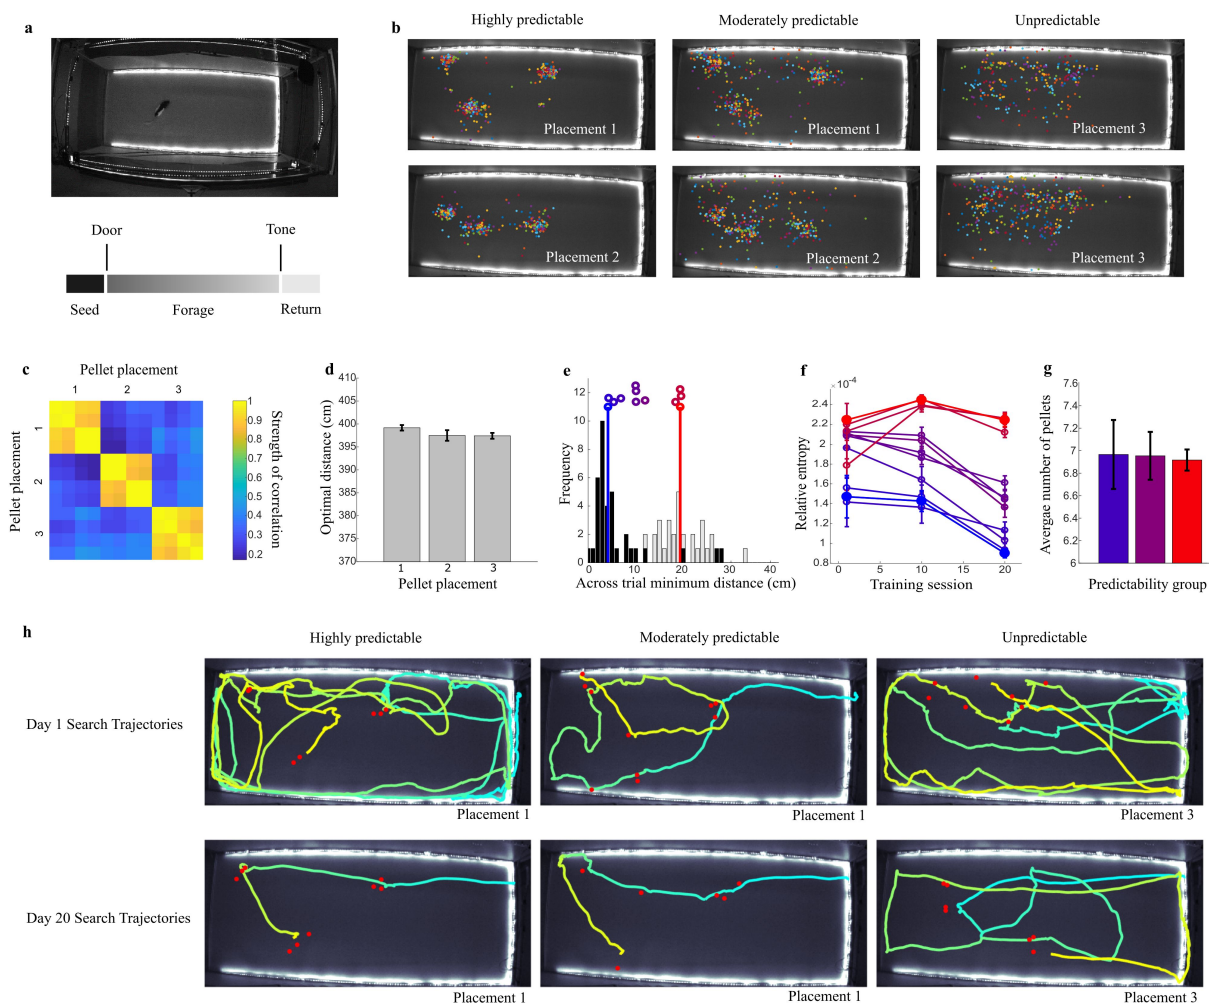 a
Door
Tone
Seed
Forage
Return
b
Highly predictable
Moderately predictable
Unpredictable
Placement 1
Placement 1
Placement 3
Placement 2
Placement 2
Placement 3
c
Pellet placement
1 2 3
Pellet placement
1
2
3
1
0.9
0.8
0.7
0.6
0.5
0.4
0.3
0.2
Strength of correlation
d
Optimal distance (cm)
410
405
400
395
390
385
380
375
370
1 2 3
Pellet placement
e
Frequency
12
10
8
6
4
2
0
0 10 20 30 40
Across trial minimum distance (cm)
f
×10⁻⁴
Relative entropy
2.4
2.2
2
1.8
1.6
1.4
1.2
1
0.8
0 5 10 15 20
Training session
g
Avergae number of pellets
7.6
7.4
7.2
7
6.8
6.6
6.4
6.2
6
Predictability group
h
Highly predictable
Moderately predictable
Unpredictable
Day 1 Search Trajectories
Placement 1
Placement 1
Placement 3
Day 20 Search Trajectories
Placement 1
Placement 1
Placement 3